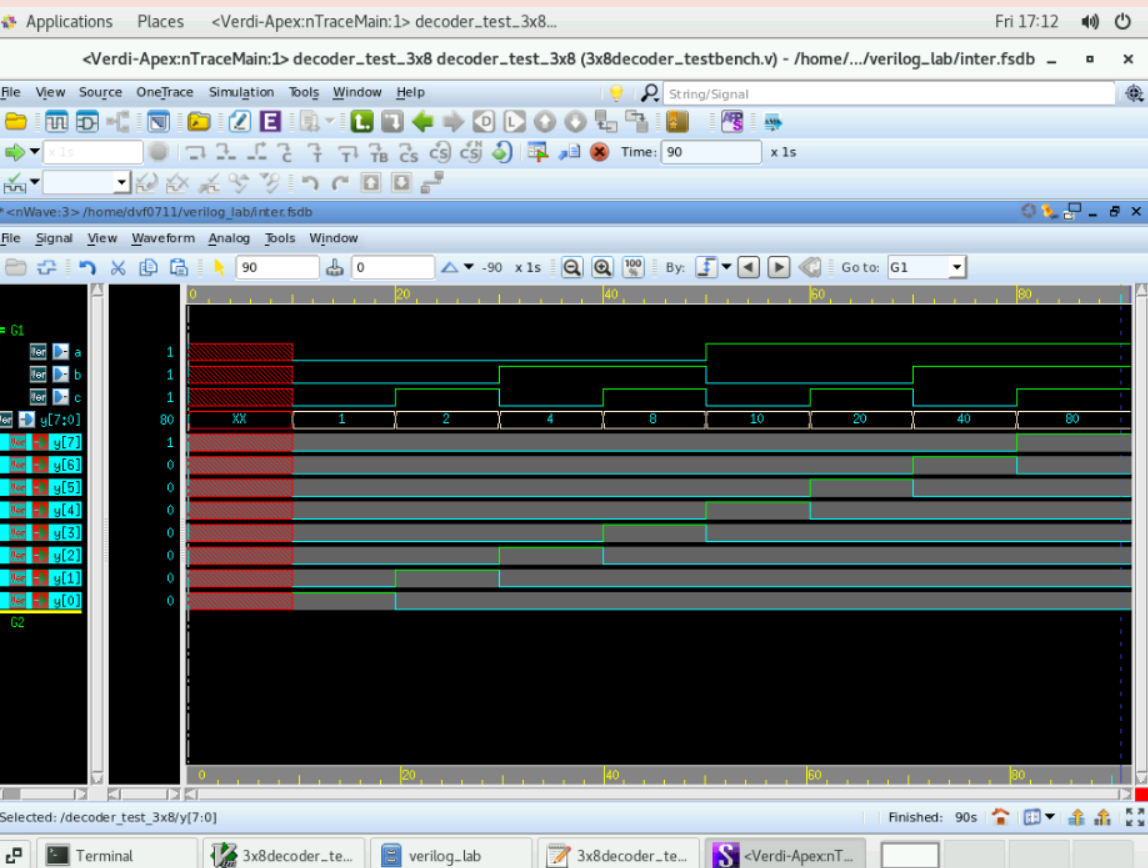 Applications Places <Verdi-Apex:nTraceMain:1> decoder_test_3x8... Fri 17:12
<Verdi-Apex:nTraceMain:1> decoder_test_3x8 decoder_test_3x8 (3x8decoder_testbench.v) - /home/.../verilog_lab/inter.fsdb
File View Source OneTrace Simulation Tools Window Help String/Signal
x 1s Time: 90 x 1s
*<nWave:3> /home/dvf0711/verilog_lab/inter.fsdb
File Signal View Waveform Analog Tools Window
90 0 -90 x 1s 100 % By: Go to: G1
0 20 40 60 80
= G1
a 1
b 1
c 1
y[7:0] 80 XX 1 2 4 8 10 20 40 80
y[7] 1
y[6] 0
y[5] 0
y[4] 0
y[3] 0
y[2] 0
y[1] 0
y[0] 0
G2
0 20 40 60 80
Selected: /decoder_test_3x8/y[7:0] Finished: 90s
Terminal 3x8decoder_te... verilog_lab 3x8decoder_te... <Verdi-Apex:nT...